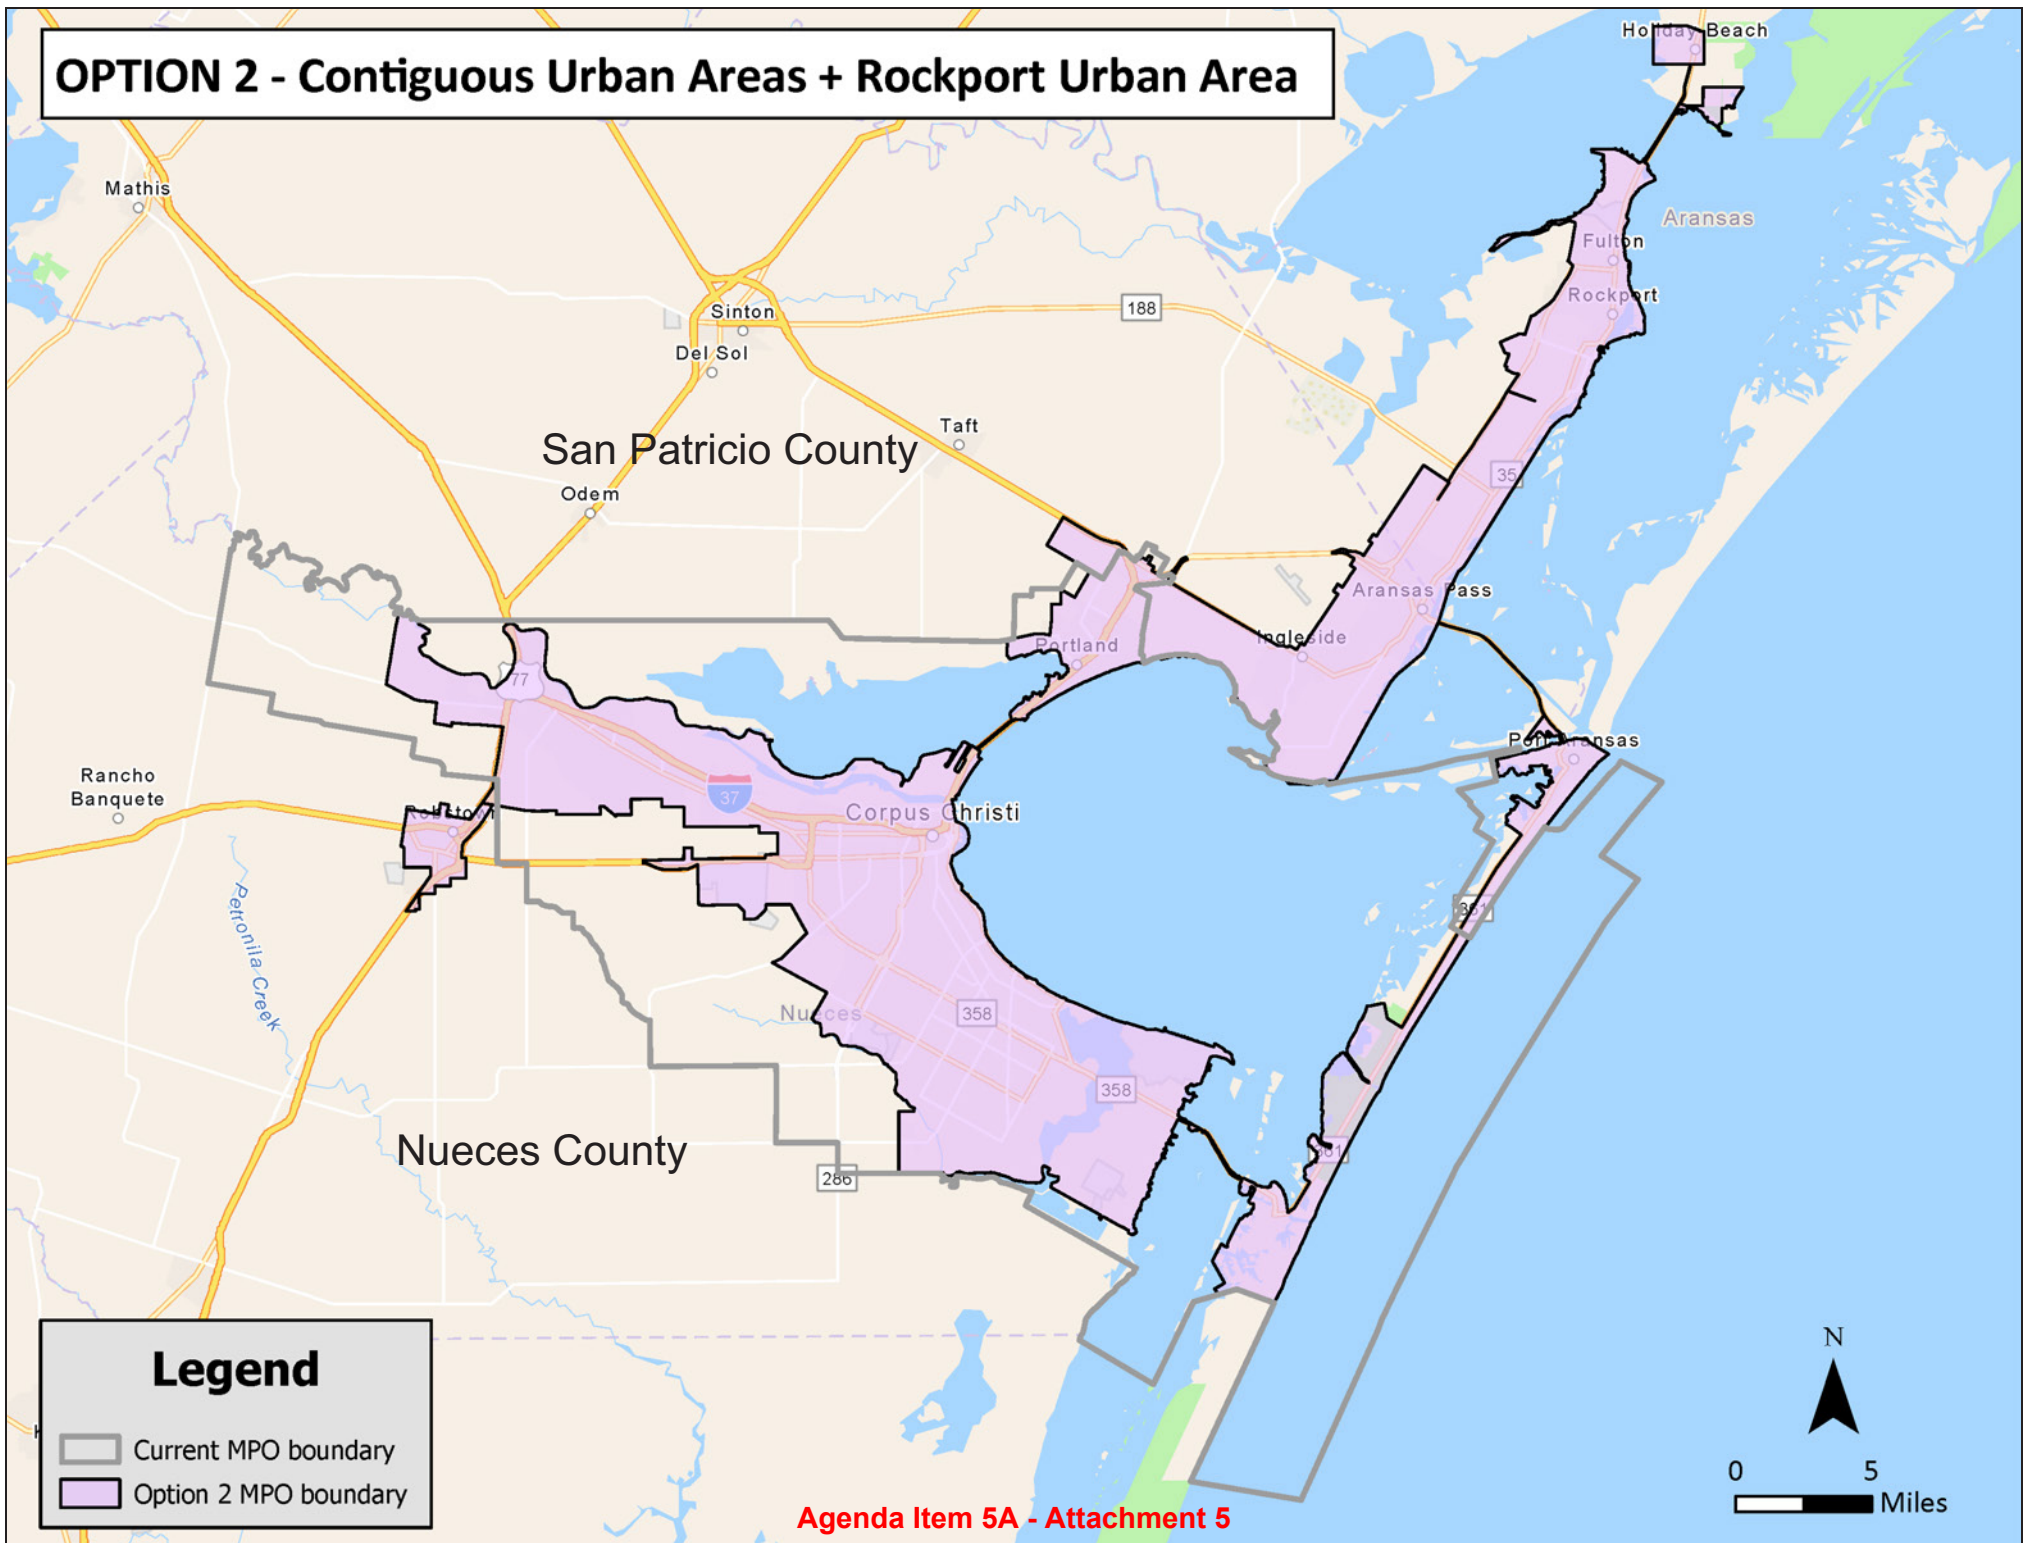 OPTION 2 - Contiguous Urban Areas + Rockport Urban Area
Holiday Beach
Mathis
Aransas
Fulton
Rockport
188
Sinton
Del Sol
Taft
San Patricio County
35
Odem
Aransas Pass
Ingleside
Portland
77
Port Aransas
Rancho
Banquete
37
Robstown
Corpus Christi
361
Petronila Creek
Nueces
358
358
Nueces County
361
286
Legend
Current MPO boundary
Option 2 MPO boundary
N
0 5
Miles
Agenda Item 5A - Attachment 5